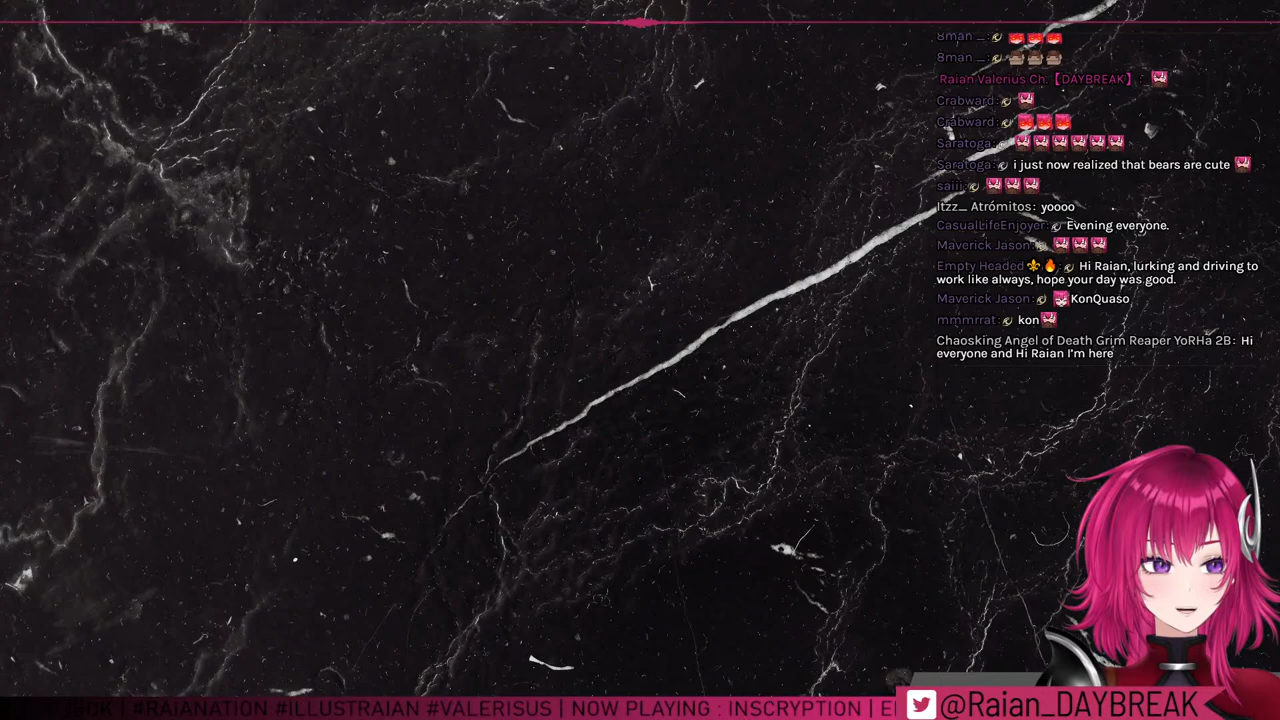 8man _:
8man _:
Raian Valerius Ch.【DAYBREAK】 :
Crabward:
Crabward:
Saratoga:
Saratoga: i just now realized that bears are cute
saiii:
Itzz_ Atrómitos: yoooo
CasualLifeEnjoyer: Evening everyone.
Maverick Jason:
Empty Headed⚜️🔥: Hi Raian, lurking and driving to
work like always, hope your day was good.
Maverick Jason: KonQuaso
mmmrrat: kon
Chaosking Angel of Death Grim Reaper YoRHa 2B: Hi
everyone and Hi Raian I'm here
| #RAIANATION #ILLUSTRAIAN #VALERISUS | NOW PLAYING : INSCRYPTION |
@Raian_DAYBREAK